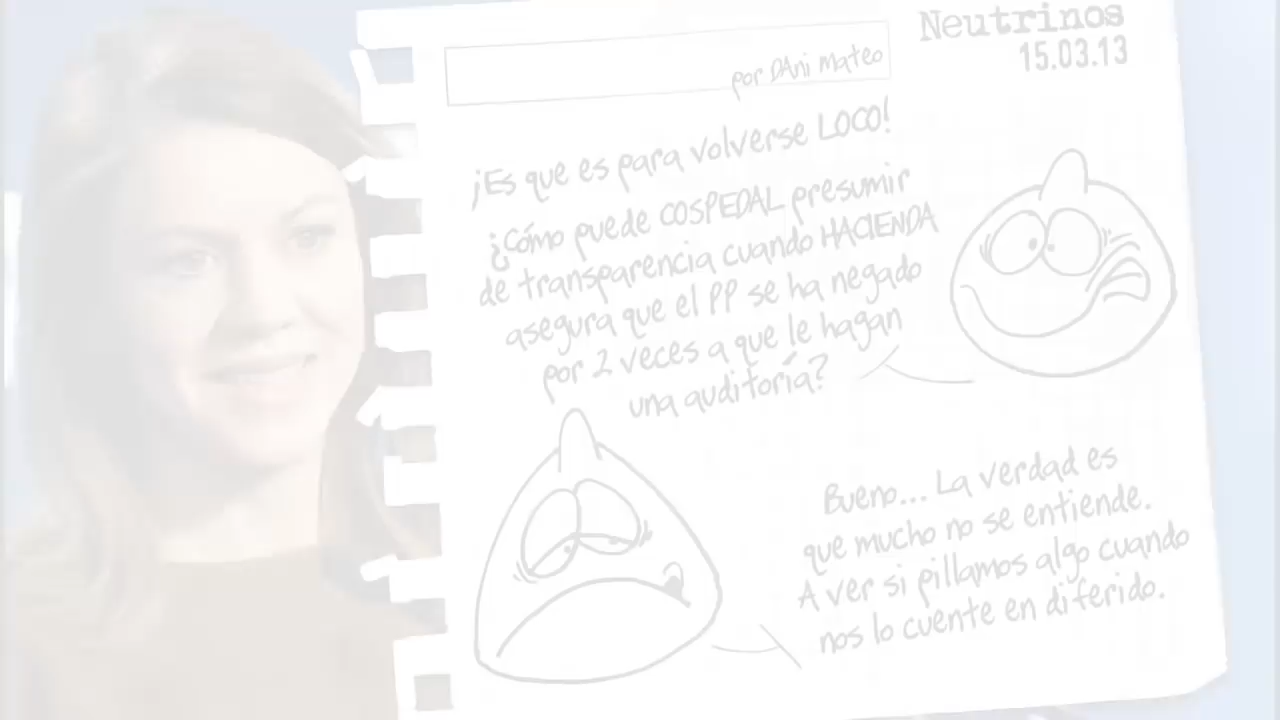 Neutrinos
15.03.13
por DAni Mateo
¡Es que es para volverse LOCO!
¿Cómo puede COSPEDAL presumir
de transparencia cuando HACIENDA
asegura que el PP se ha negado
por 2 veces a que le hagan
una auditoría?
Bueno... La verdad es
que mucho no se entiende.
A ver si pillamos algo cuando
nos lo cuente en diferido.